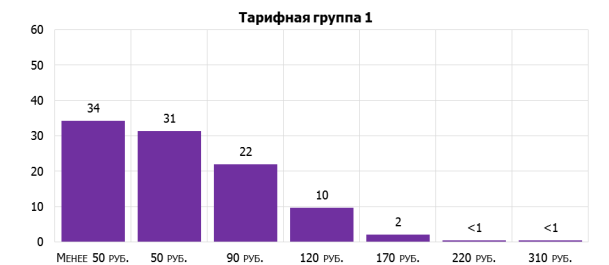 Тарифная группа 1
60
50
40
30
20
10
0
34
31
22
10
2
<1
<1
Менее 50 руб.
50 руб.
90 руб.
120 руб.
170 руб.
220 руб.
310 руб.